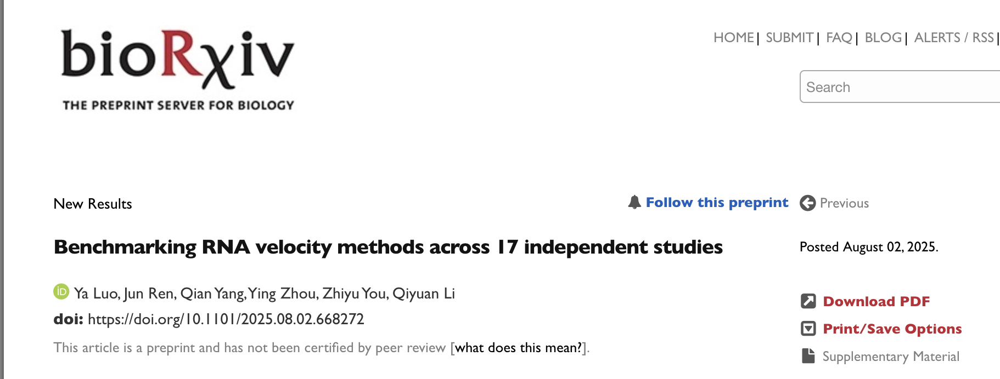 bioRχiv
THE PREPRINT SERVER FOR BIOLOGY
HOME | SUBMIT | FAQ | BLOG | ALERTS / RSS |
Search
New Results
Follow this preprint
Previous
Benchmarking RNA velocity methods across 17 independent studies
Posted August 02, 2025.
iD Ya Luo, Jun Ren, Qian Yang, Ying Zhou, Zhiyu You, Qiyuan Li
doi: https://doi.org/10.1101/2025.08.02.668272
This article is a preprint and has not been certified by peer review [what does this mean?].
Download PDF
Print/Save Options
Supplementary Material